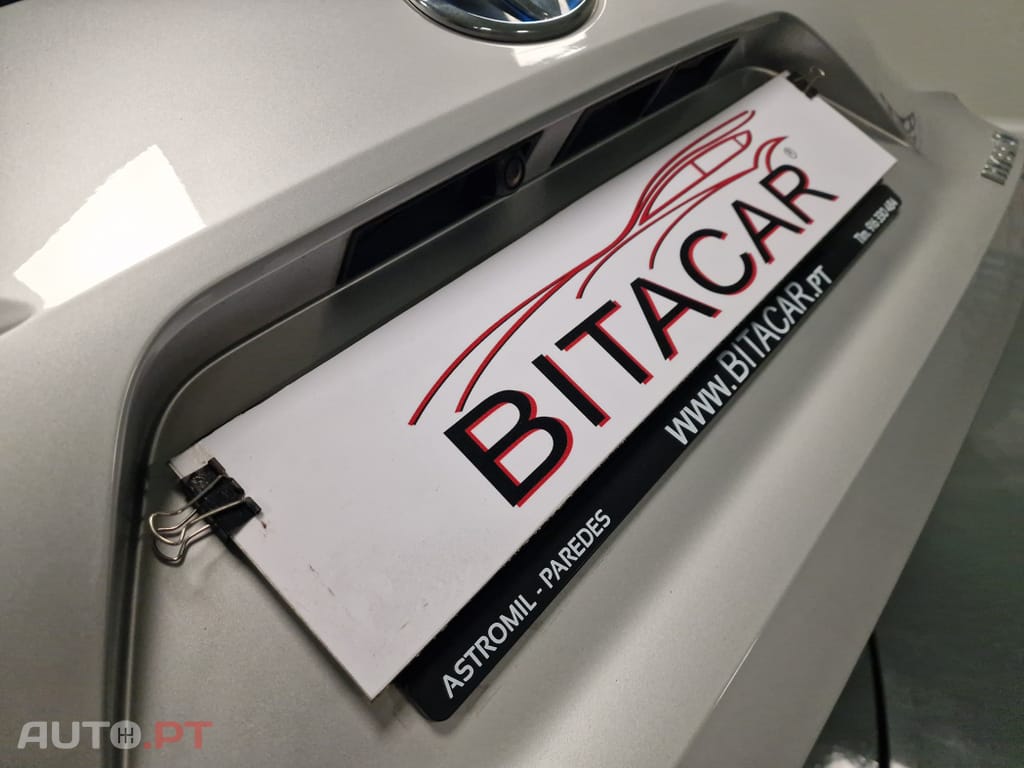 BITACAR®
ASTROMIL - PAREDES
WWW.BITACAR.PT
AUTO.PT